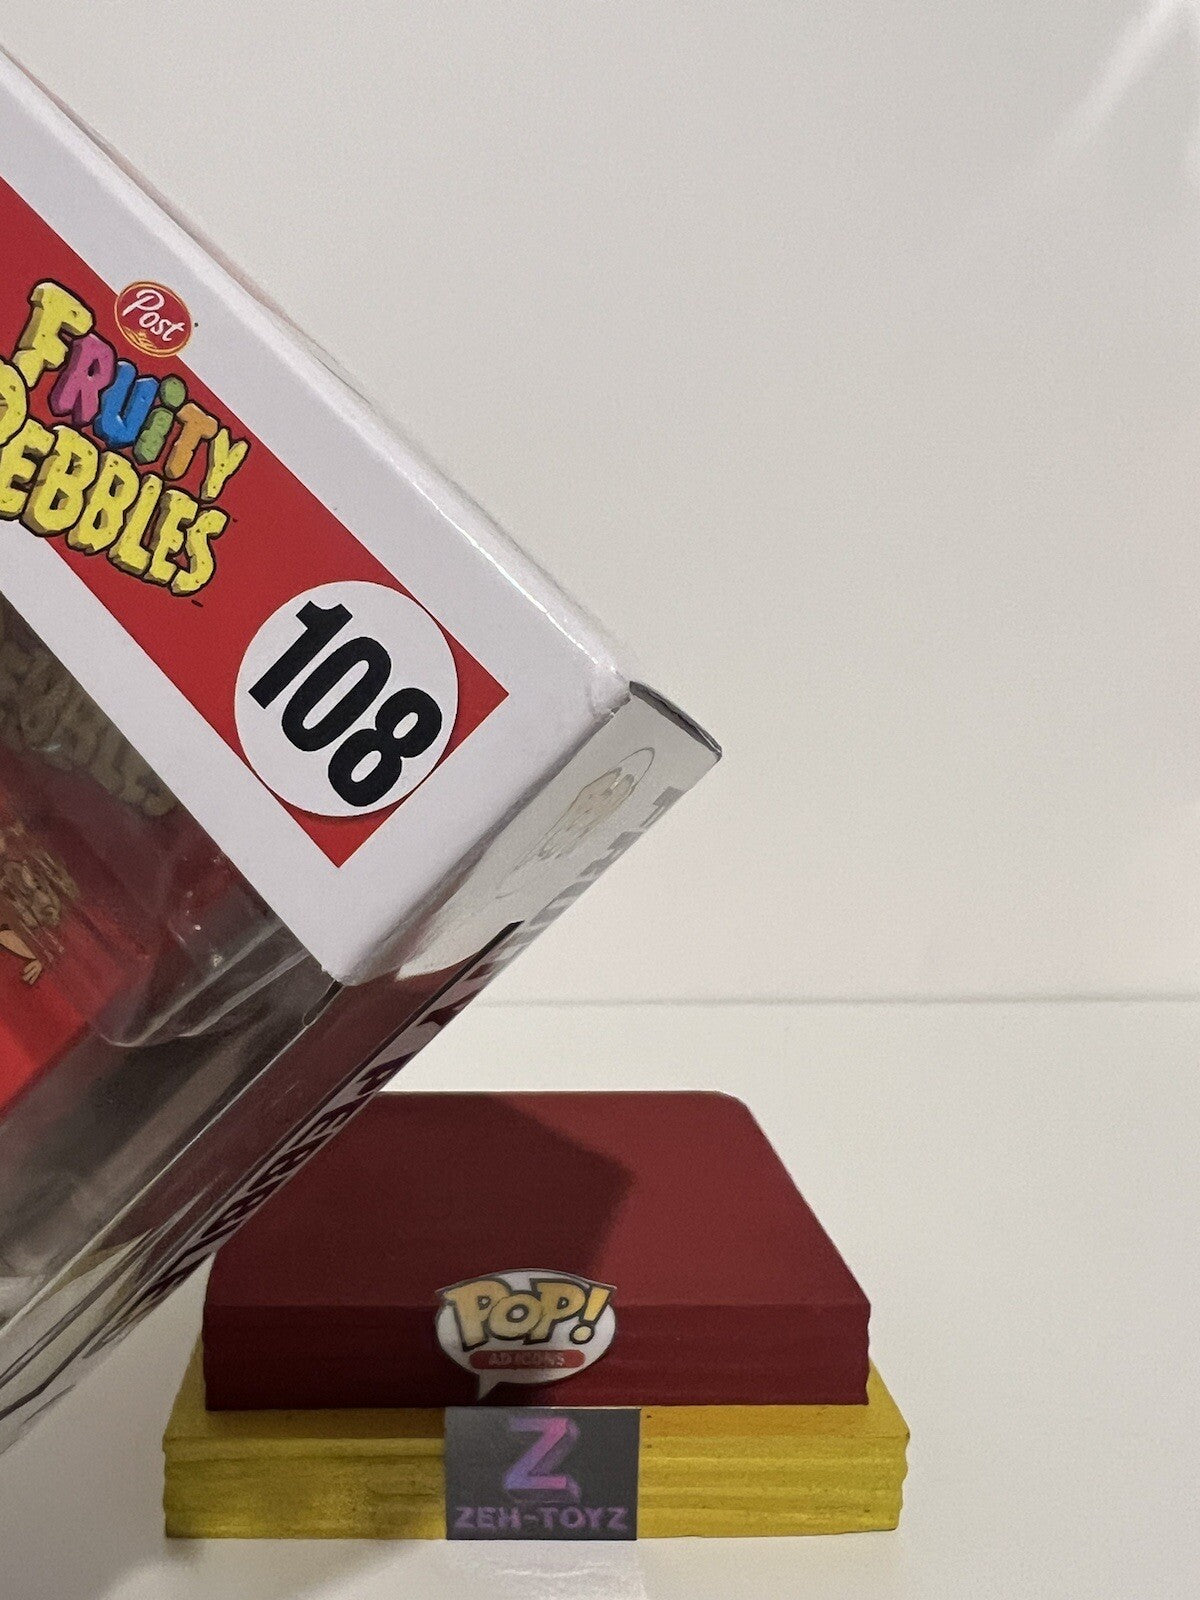 Post
FRUiTY
PEBBLES
108
POP!
AD ICONS
Z
ZEH-TOYZ